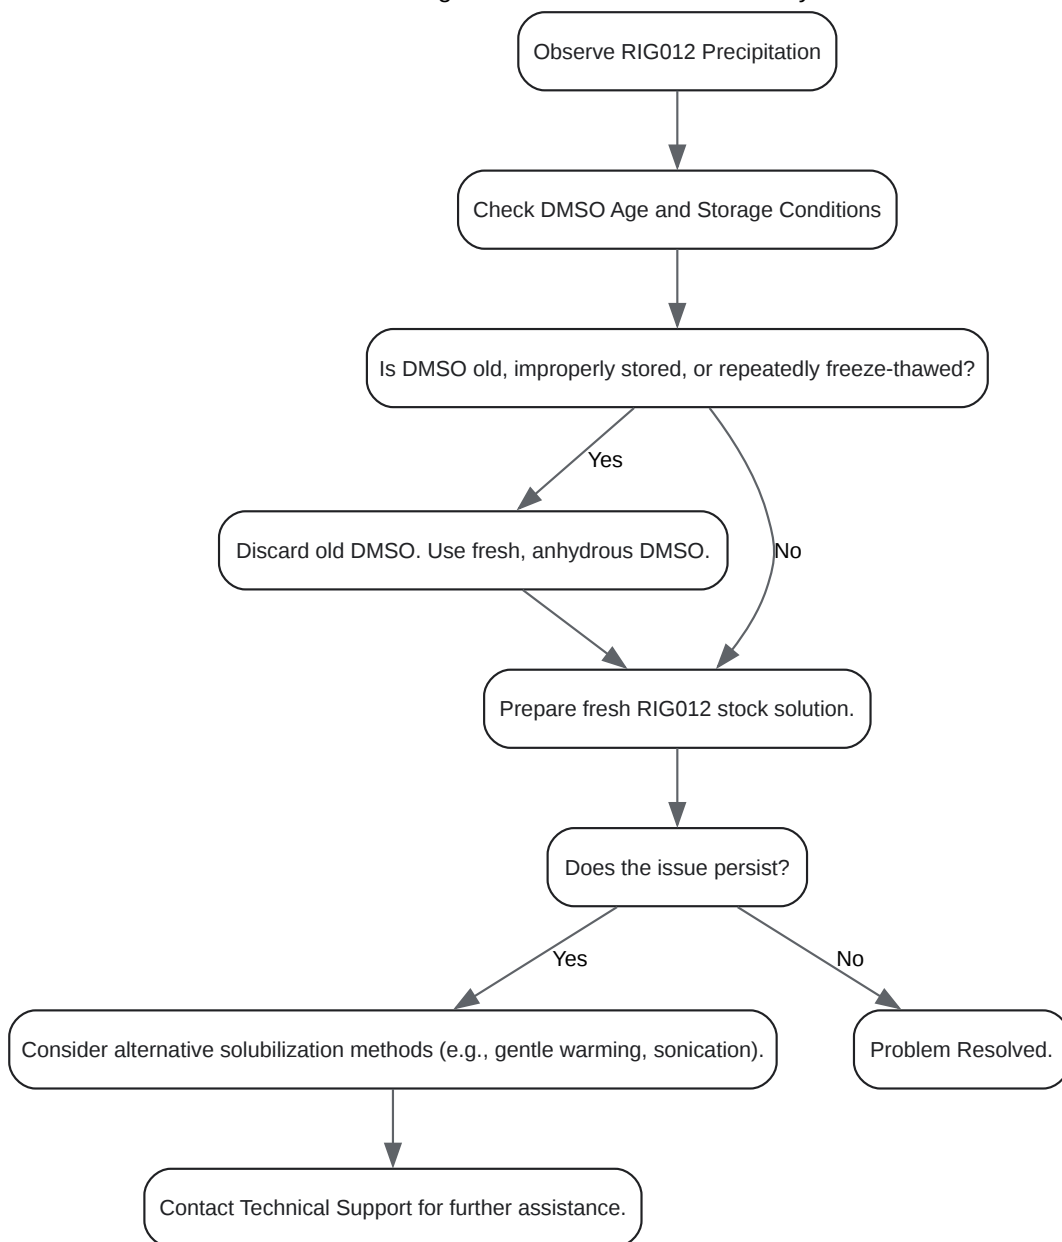 Observe RIG012 Precipitation
Check DMSO Age and Storage Conditions
Is DMSO old, improperly stored, or repeatedly freeze-thawed?
Yes
Discard old DMSO. Use fresh, anhydrous DMSO.
No
Prepare fresh RIG012 stock solution.
Does the issue persist?
Yes
No
Consider alternative solubilization methods (e.g., gentle warming, sonication).
Problem Resolved.
Contact Technical Support for further assistance.